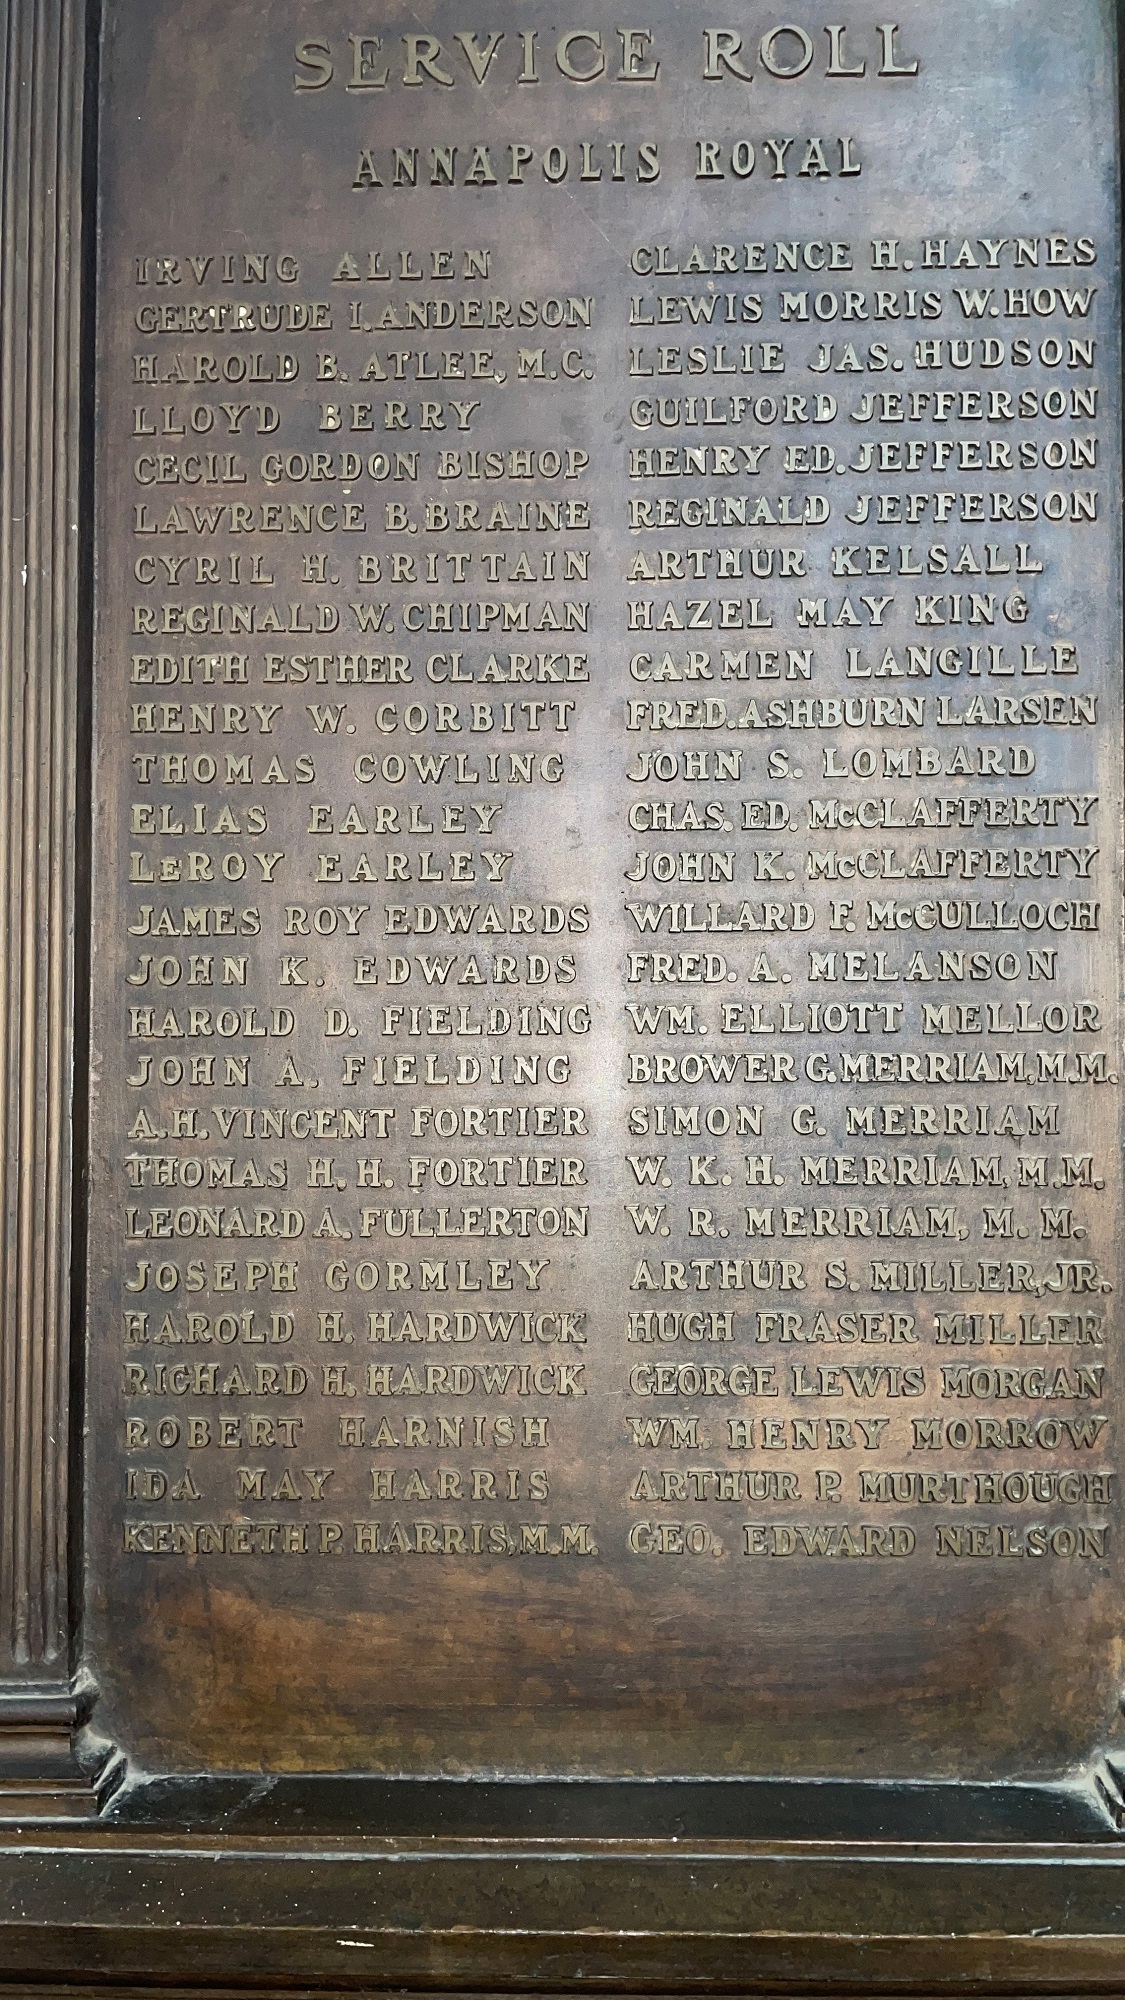 SERVICE ROLL
ANNAPOLIS ROYAL
IRVING ALLEN
GERTRUDE I. ANDERSON
HAROLD B. ATLEE, M.C.
LLOYD BERRY
CECIL GORDON BISHOP
LAWRENCE B. BRAINE
CYRIL H. BRITTAIN
REGINALD W. CHIPMAN
EDITH ESTHER CLARKE
HENRY W. CORBITT
THOMAS COWLING
ELIAS EARLEY
LEROY EARLEY
JAMES ROY EDWARDS
JOHN K. EDWARDS
HAROLD D. FIELDING
JOHN A. FIELDING
A.H. VINCENT FORTIER
THOMAS H. H. FORTIER
LEONARD A. FULLERTON
JOSEPH GORMLEY
HAROLD H. HARDWICK
RICHARD H. HARDWICK
ROBERT HARNISH
IDA MAY HARRIS
KENNETH P. HARRIS, M.M.
CLARENCE H. HAYNES
LEWIS MORRIS W. HOW
LESLIE JAS. HUDSON
GUILFORD JEFFERSON
HENRY ED. JEFFERSON
REGINALD JEFFERSON
ARTHUR KELSALL
HAZEL MAY KING
CARMEN LANGILLE
FRED. ASHBURN LARSEN
JOHN S. LOMBARD
CHAS. ED. McCLAFFERTY
JOHN K. McCLAFFERTY
WILLARD F. McCULLOCH
FRED. A. MELANSON
WM. ELLIOTT MELLOR
BROWER G. MERRIAM, M.M.
SIMON G. MERRIAM
W. K. H. MERRIAM, M.M.
W. R. MERRIAM, M. M.
ARTHUR S. MILLER, JR.
HUGH FRASER MILLER
GEORGE LEWIS MORGAN
WM. HENRY MORROW
ARTHUR P. MURTHOUGH
GEO. EDWARD NELSON